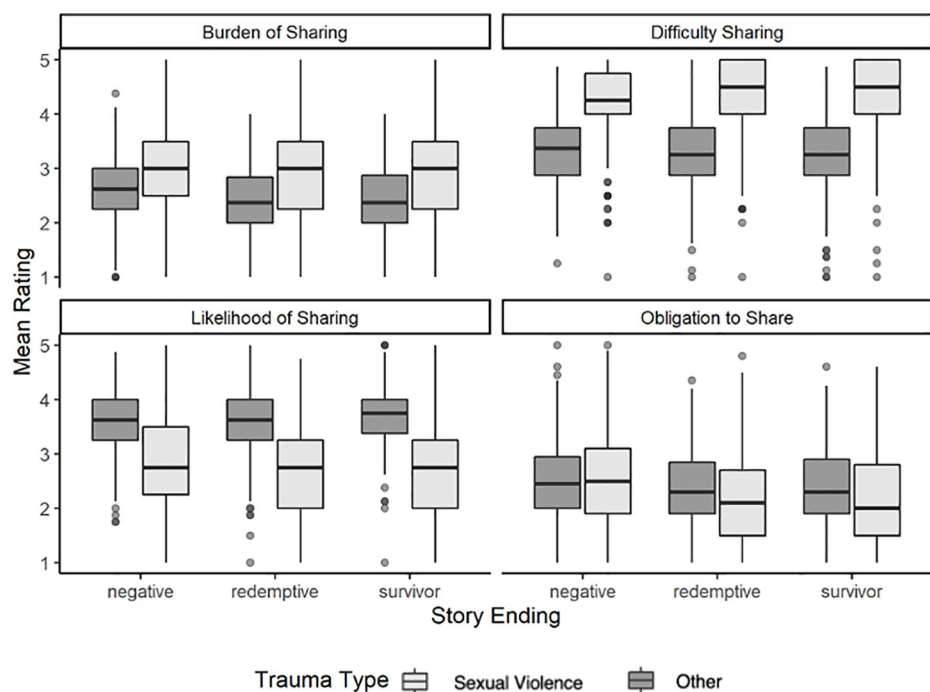 Burden of Sharing
Difficulty Sharing
5
4
3
2
1
Likelihood of Sharing
Obligation to Share
5
4
3
2
1
Mean Rating
negative redemptive survivor
negative redemptive survivor
Story Ending
Trauma Type Sexual Violence Other